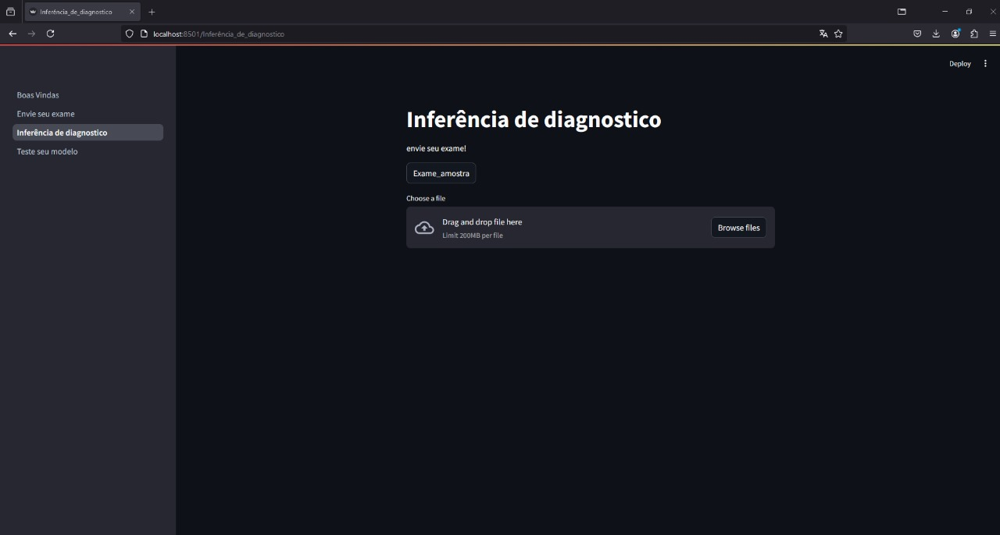 Inferência_de_diagnostico
localhost:8501/Inferência_de_diagnostico
Deploy
Boas Vindas
Envie seu exame
Inferência de diagnostico
Teste seu modelo
Inferência de diagnostico
envie seu exame!
Exame_amostra
Choose a file
Drag and drop file here
Limit 200MB per file
Browse files